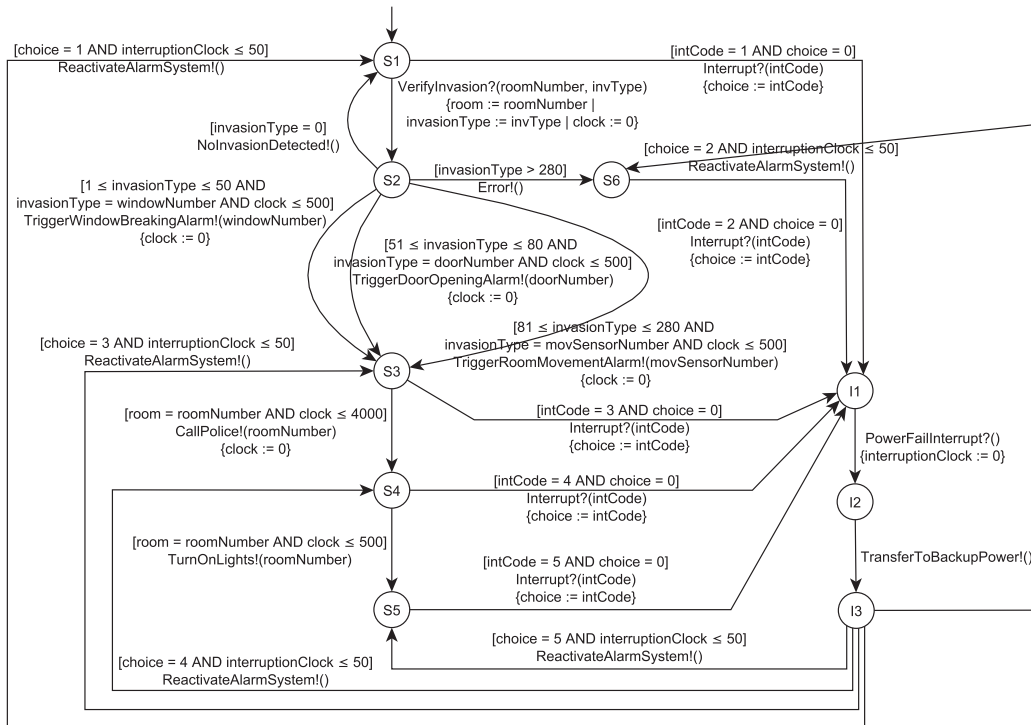 [choice = 1 AND interruptionClock ≤ 50]
ReactivateAlarmSystem!()
S1
[intCode = 1 AND choice = 0]
Interrupt?(intCode)
{choice := intCode}
VerifyInvasion?(roomNumber, invType)
{room := roomNumber |
invasionType := invType | clock := 0}
[invasionType = 0]
NoInvasionDetected!()
S2
[invasionType > 280]
Error!()
S6
[choice = 2 AND interruptionClock ≤ 50]
ReactivateAlarmSystem!()
[1 ≤ invasionType ≤ 50 AND
invasionType = windowNumber AND clock ≤ 500]
TriggerWindowBreakingAlarm!(windowNumber)
{clock := 0}
[intCode = 2 AND choice = 0]
Interrupt?(intCode)
{choice := intCode}
[51 ≤ invasionType ≤ 80 AND
invasionType = doorNumber AND clock ≤ 500]
TriggerDoorOpeningAlarm!(doorNumber)
{clock := 0}
[81 ≤ invasionType ≤ 280 AND
invasionType = movSensorNumber AND clock ≤ 500]
TriggerRoomMovementAlarm!(movSensorNumber)
{clock := 0}
[choice = 3 AND interruptionClock ≤ 50]
ReactivateAlarmSystem!()
S3
I1
[room = roomNumber AND clock ≤ 4000]
CallPolice!(roomNumber)
{clock := 0}
[intCode = 3 AND choice = 0]
Interrupt?(intCode)
{choice := intCode}
PowerFailInterrupt?()
{interruptionClock := 0}
S4
[intCode = 4 AND choice = 0]
Interrupt?(intCode)
{choice := intCode}
I2
[room = roomNumber AND clock ≤ 500]
TurnOnLights!(roomNumber)
[intCode = 5 AND choice = 0]
Interrupt?(intCode)
{choice := intCode}
TransferToBackupPower!()
S5
I3
[choice = 5 AND interruptionClock ≤ 50]
ReactivateAlarmSystem!()
[choice = 4 AND interruptionClock ≤ 50]
ReactivateAlarmSystem!()